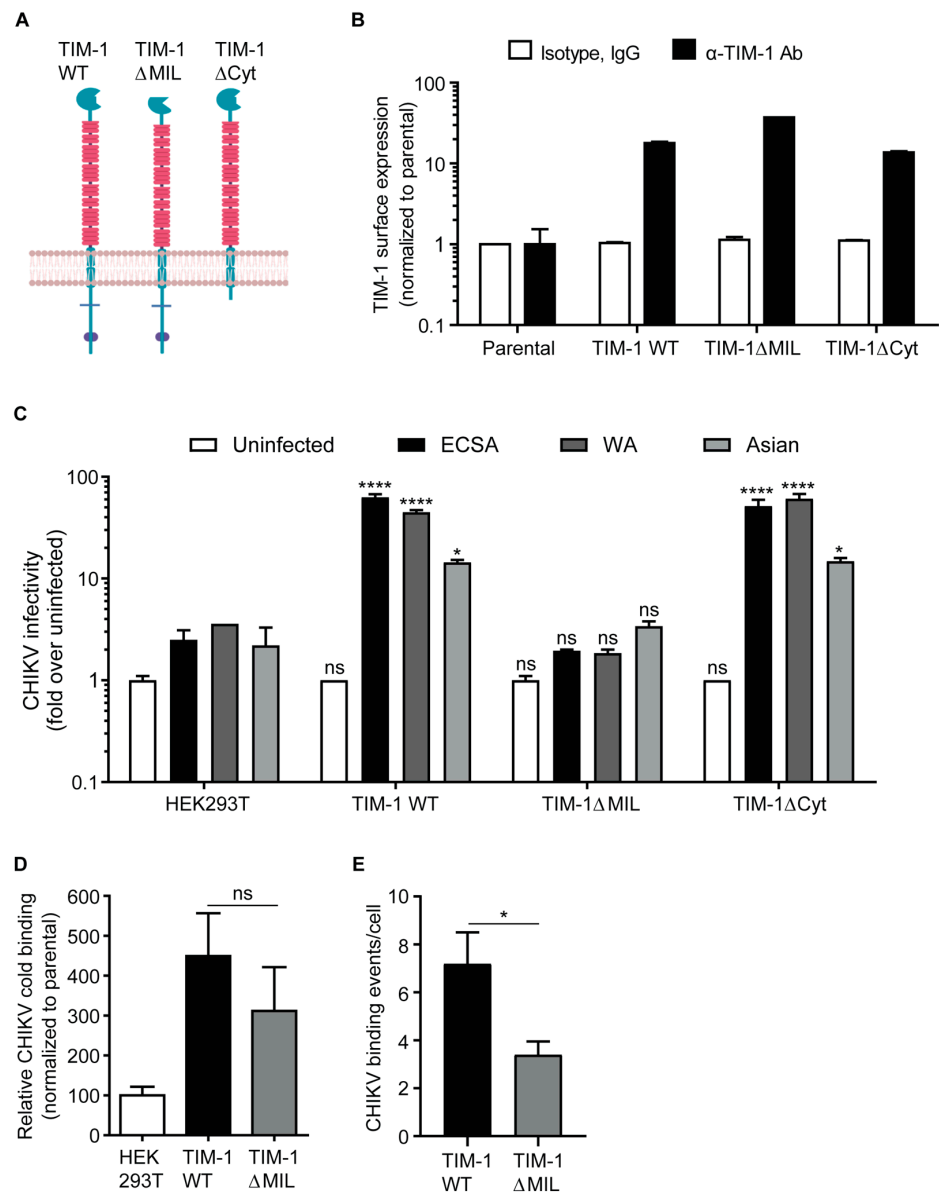 A
TIM-1
WT
TIM-1
ΔMIL
TIM-1
ΔCyt
B
Isotype, IgG
α-TIM-1 Ab
TIM-1 surface expression
(normalized to parental)
100
10
1
0.1
Parental
TIM-1 WT
TIM-1ΔMIL
TIM-1ΔCyt
C
Uninfected
ECSA
WA
Asian
CHIKV infectivity
(fold over uninfected)
100
10
1
0.1
ns
****
****
*
ns
ns
ns
ns
ns
****
****
*
HEK293T
TIM-1 WT
TIM-1ΔMIL
TIM-1ΔCyt
D
Relative CHIKV cold binding
(normalized to parental)
600
500
400
300
200
100
0
ns
HEK
293T
TIM-1
WT
TIM-1
ΔMIL
E
CHIKV binding events/cell
10
8
6
4
2
0
*
TIM-1
WT
TIM-1
ΔMIL